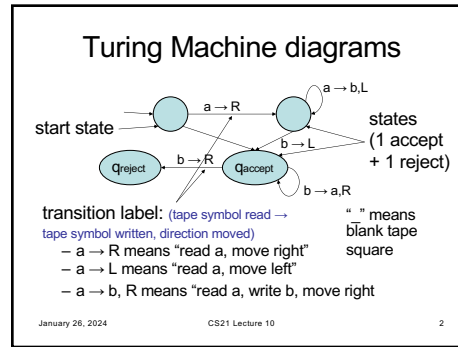 Turing Machine diagrams
a → R
a → b,L
start state
states
(1 accept
+ 1 reject)
b → L
b → R
qreject
qaccept
b → a,R
transition label: (tape symbol read →
tape symbol written, direction moved)
“_” means
blank tape
square
– a → R means “read a, move right”
– a → L means “read a, move left”
– a → b, R means “read a, write b, move right
January 26, 2024
CS21 Lecture 10
2